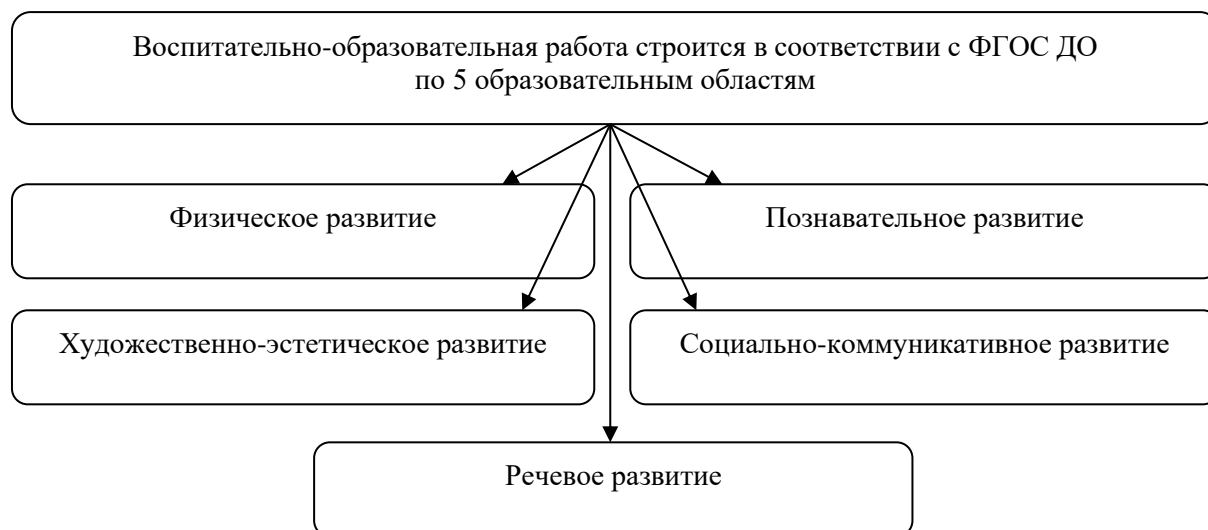 Воспитательно-образовательная работа строится в соответствии с ФГОС ДО
по 5 образовательным областям
Физическое развитие
Познавательное развитие
Художественно-эстетическое развитие
Социально-коммуникативное развитие
Речевое развитие